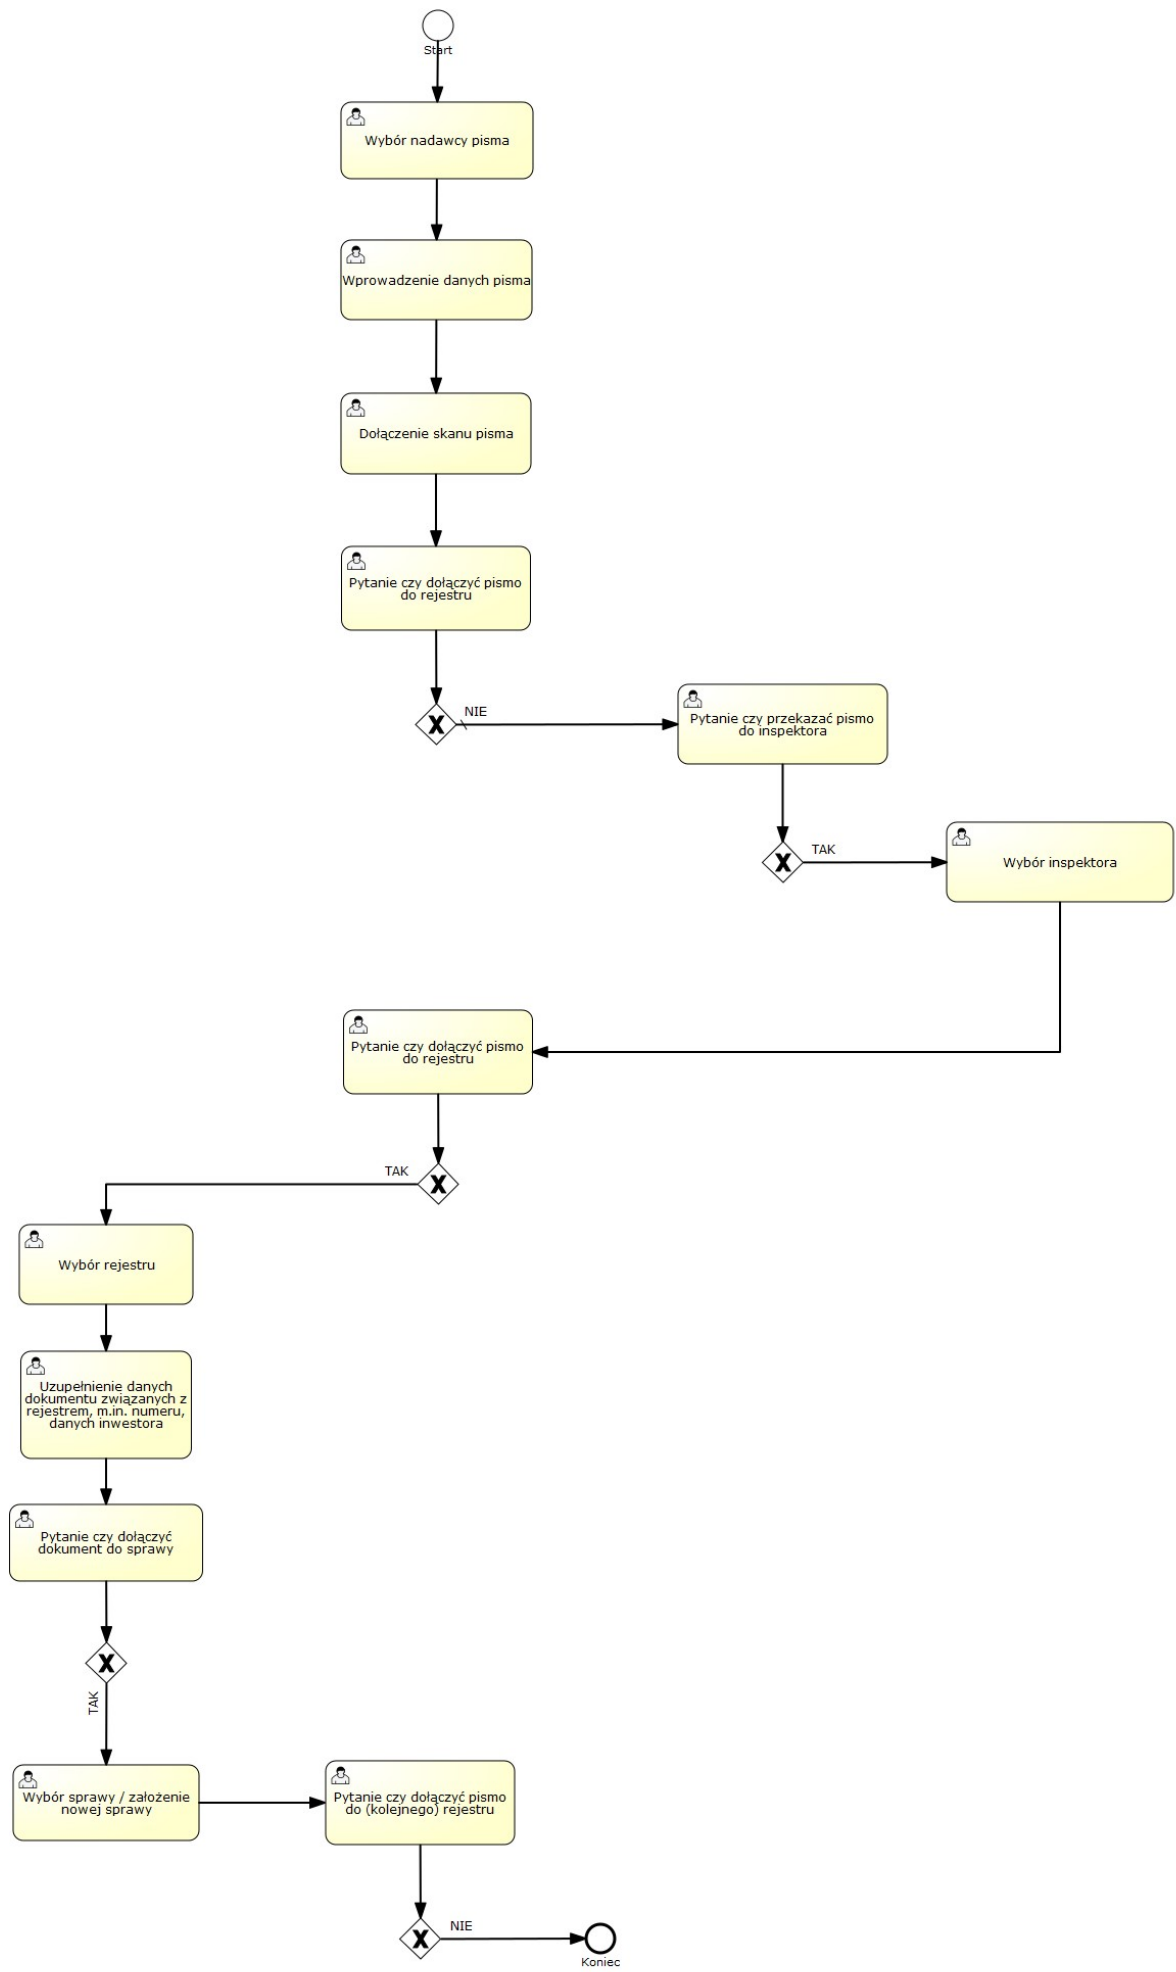 Start
Wybór nadawcy pisma
Wprowadzenie danych pisma
Dołączenie skanu pisma
Pytanie czy dołączyć pismo
do rejestru
X
NIE
Pytanie czy przekazać pismo
do inspektora
X
TAK
Wybór inspektora
Pytanie czy dołączyć pismo
do rejestru
TAK
X
Wybór rejestru
Uzupełnienie danych
dokumentu związanych z
rejestrem, m.in. numeru,
danych inwestora
Pytanie czy dołączyć
dokument do sprawy
X
TAK
Wybór sprawy / założenie
nowej sprawy
Pytanie czy dołączyć pismo
do (kolejnego) rejestru
X
NIE
Koniec